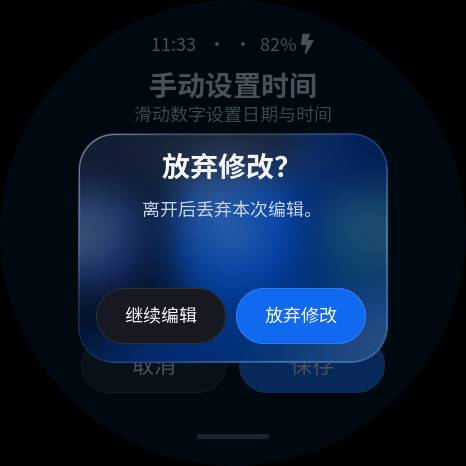 11:33 • • 82%
手动设置时间
滑动数字设置日期与时间
放弃修改？
离开后丢弃本次编辑。
继续编辑 放弃修改
取消 保存